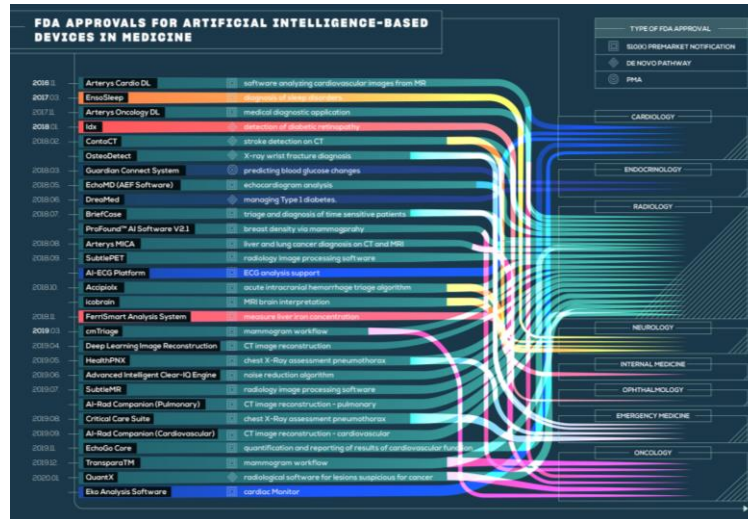 FDA APPROVALS FOR ARTIFICIAL INTELLIGENCE-BASED
DEVICES IN MEDICINE
TYPE OF FDA APPROVAL
510(K) PREMARKET NOTIFICATION
DE NOVO PATHWAY
PMA
2016.11 Arterys Cardio DL software analyzing cardiovascular images from MR
2017.03 EnsoSleep diagnosis of sleep disorders
2017.11 Arterys Oncology DL medical diagnostic application
2018.01 Idx detection of diabetic retinopathy
2018.02 ContaCT stroke detection on CT
OsteoDetect X-ray wrist fracture diagnosis
2018.03 Guardian Connect System predicting blood glucose changes
2018.05 EchoMD (AEF Software) echocardiogram analysis
2018.06 DreaMed managing Type 1 diabetes.
2018.07 BriefCase triage and diagnosis of time sensitive patients
ProFound™ AI Software V2.1 breast density via mammogprahy
2018.08 Arterys MICA liver and lung cancer diagnosis on CT and MRI
2018.09 SubtlePET radiology image processing software
AI-ECG Platform ECG analysis support
2018.10 Accipiolx acute intracranial hemorrhage triage algorithm
icobrain MRI brain interpretation
2018.11 FerriSmart Analysis System measure liver iron concentration
2019.03 cmTriage mammogram workflow
2019.04 Deep Learning Image Reconstruction CT image reconstruction
2019.05 HealthPNX chest X-Ray assessment pneumothorax
2019.06 Advanced Intelligent Clear-IQ Engine noise reduction algorithm
2019.07 SubtleMR radiology image processing software
AI-Rad Companion (Pulmonary) CT image reconstruction - pulmonary
2019.08 Critical Care Suite chest X-Ray assessment pneumothorax
2019.09 AI-Rad Companion (Cardiovascular) CT image reconstruction - cardiovascular
2019.11 EchoGo Core quantification and reporting of results of cardiovascular function
2019.12 TransparaTM mammogram workflow
2020.01 QuantX radiological software for lesions suspicious for cancer
Eko Analysis Software cardiac Monitor
CARDIOLOGY
ENDOCRINOLOGY
RADIOLOGY
NEUROLOGY
INTERNAL MEDICINE
OPHTHALMOLOGY
EMERGENCY MEDICINE
ONCOLOGY